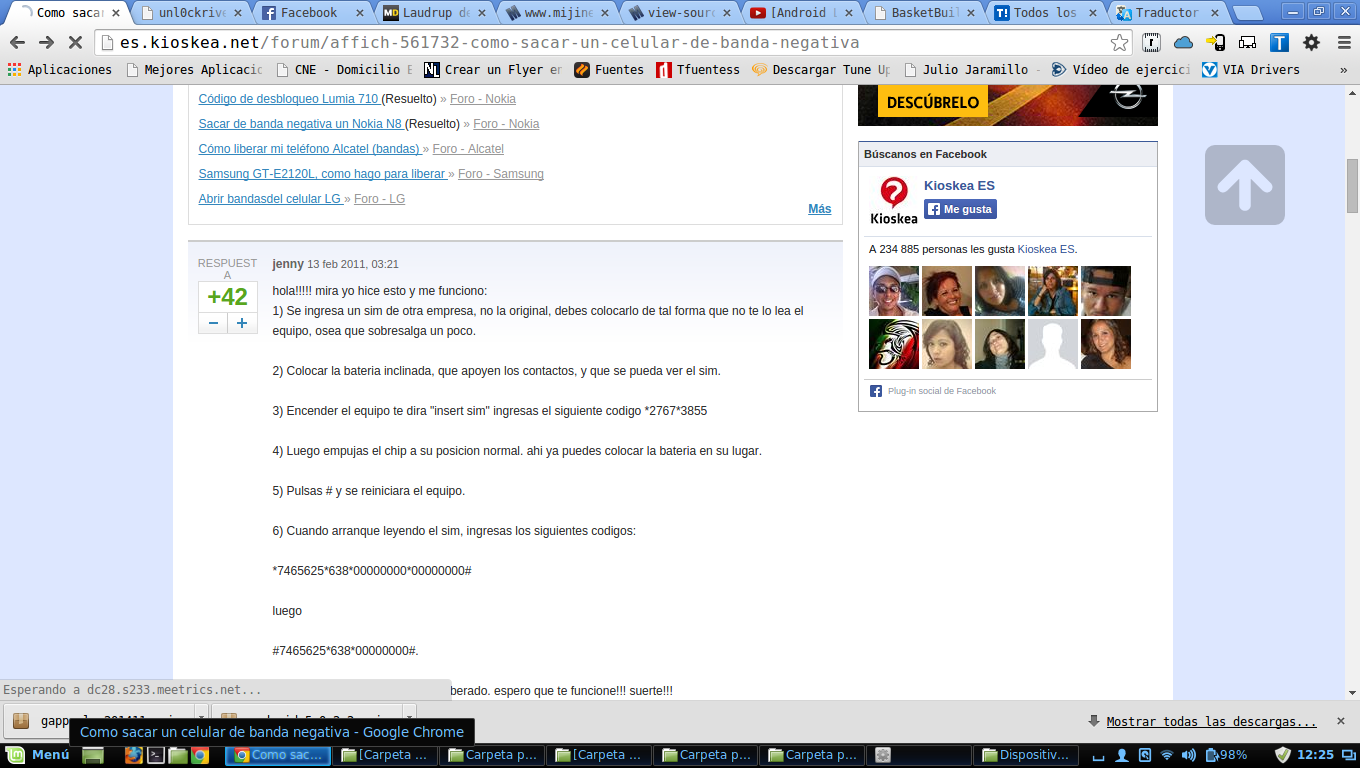 Como sacar
unl0ckrive
Facebook
Laudrup de
www.mijine
view-sourc
[Android L
BasketBuil
Todos los
Traductor
es.kioskea.net/forum/affich-561732-como-sacar-un-celular-de-banda-negativa
Aplicaciones
Mejores Aplicacio
CNE - Domicilio E
Crear un Flyer en
Fuentes
Tfuentess
Descargar Tune Up
Julio Jaramillo -
Vídeo de ejercici
VIA Drivers
»
Código de desbloqueo Lumia 710 (Resuelto) » Foro - Nokia
Sacar de banda negativa un Nokia N8 (Resuelto) » Foro - Nokia
Cómo liberar mi teléfono Alcatel (bandas) » Foro - Alcatel
Samsung GT-E2120L, como hago para liberar » Foro - Samsung
Abrir bandasdel celular LG » Foro - LG
Más
DESCÚBRELO
Búscanos en Facebook
Kioskea
Kioskea ES
Me gusta
A 234 885 personas les gusta Kioskea ES.
Plug-in social de Facebook
RESPUEST
A
+42
− +
jenny 13 feb 2011, 03:21
hola!!!!! mira yo hice esto y me funciono:
1) Se ingresa un sim de otra empresa, no la original, debes colocarlo de tal forma que no te lo lea el
equipo, osea que sobresalga un poco.
2) Colocar la bateria inclinada, que apoyen los contactos, y que se pueda ver el sim.
3) Encender el equipo te dira "insert sim" ingresas el siguiente codigo *2767*3855
4) Luego empujas el chip a su posicion normal. ahi ya puedes colocar la bateria en su lugar.
5) Pulsas # y se reiniciara el equipo.
6) Cuando arranque leyendo el sim, ingresas los siguientes codigos:
*7465625*638*00000000*00000000#
luego
#7465625*638*00000000#.
berado. espero que te funcione!!! suerte!!!
Esperando a dc28.s233.meetrics.net...
Mostrar todas las descargas...
Como sacar un celular de banda negativa - Google Chrome
Menú
Como sac...
[Carpeta ...
Carpeta p...
[Carpeta ...
Carpeta p...
Carpeta p...
Dispositiv...
98%
12:25